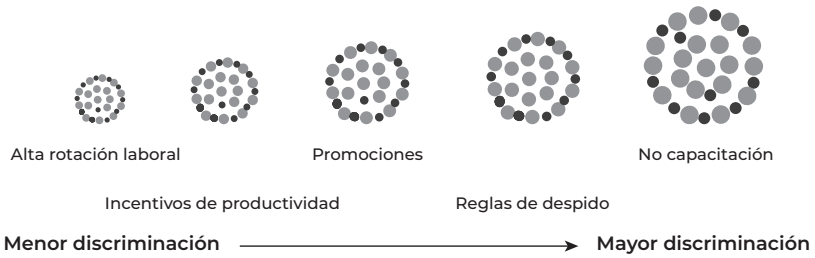 Alta rotación laboral Promociones No capacitación
Incentivos de productividad Reglas de despido
Menor discriminación Mayor discriminación